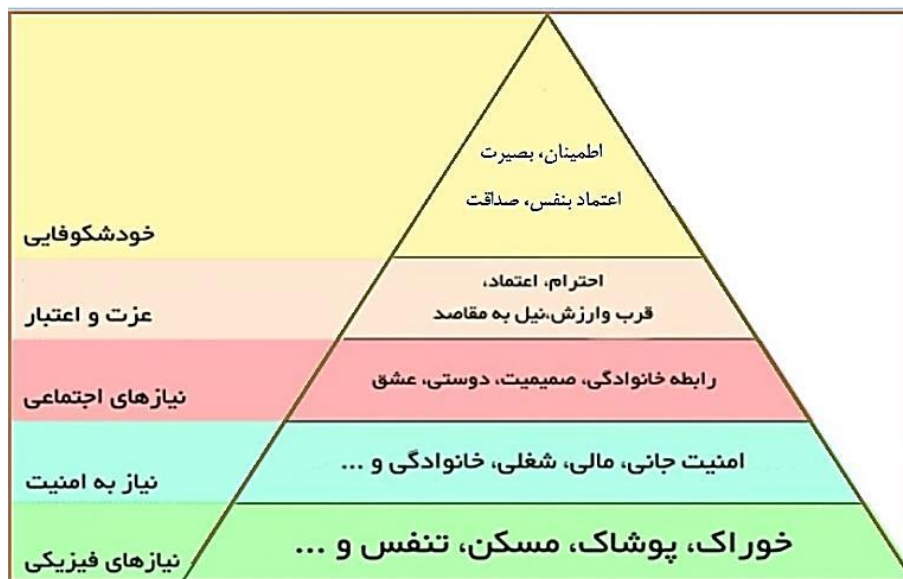 اطمینان، بصیرت
اعتماد بنفس، صداقت
خودشکوفایی
احترام، اعتماد،
قرب وارزش،نیل به مقاصد
عزت و اعتبار
رابطه خانوادگی، صمیمیت، دوستی، عشق
نیازهای اجتماعی
امنیت جانی، مالی، شغلی، خانوادگی و ...
نیاز به امنیت
خوراک، پوشاک، مسکن، تنفس و ...
نیازهای فیزیکی